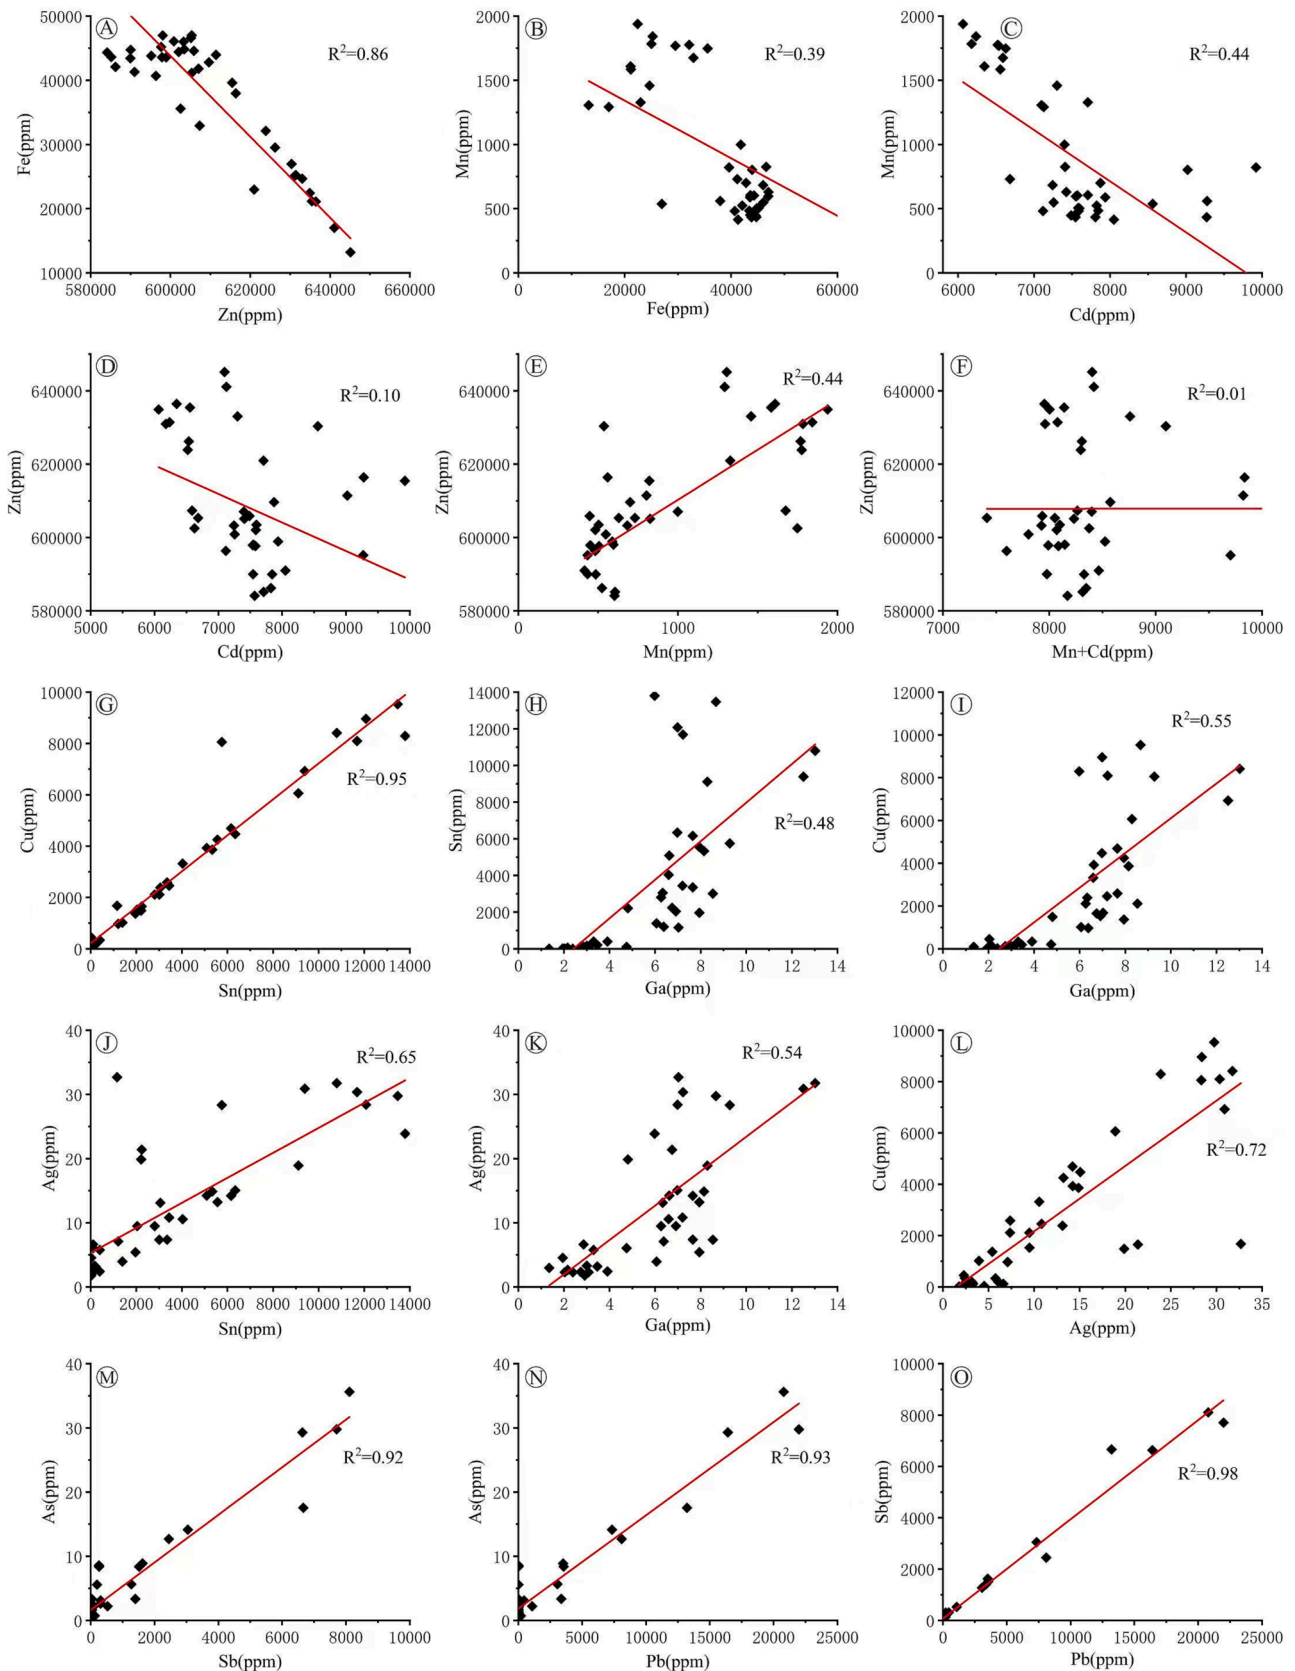 A
R²=0.86
Fe(ppm)
50000
40000
30000
20000
10000
580000 600000 620000 640000 660000
Zn(ppm)
B
R²=0.39
Mn(ppm)
2000
1500
1000
500
0
0 20000 40000 60000
Fe(ppm)
C
R²=0.44
Mn(ppm)
2000
1500
1000
500
0
6000 7000 8000 9000 10000
Cd(ppm)
D
R²=0.10
Zn(ppm)
640000
620000
600000
580000
5000 6000 7000 8000 9000 10000
Cd(ppm)
E
R²=0.44
Zn(ppm)
640000
620000
600000
580000
0 1000 2000
Mn(ppm)
F
R²=0.01
Zn(ppm)
640000
620000
600000
580000
7000 8000 9000 10000
Mn+Cd(ppm)
G
R²=0.95
Cu(ppm)
10000
8000
6000
4000
2000
0
0 2000 4000 6000 8000 10000 12000 14000
Sn(ppm)
H
R²=0.48
Sn(ppm)
14000
12000
10000
8000
6000
4000
2000
0
0 2 4 6 8 10 12 14
Ga(ppm)
I
R²=0.55
Cu(ppm)
12000
10000
8000
6000
4000
2000
0
0 2 4 6 8 10 12 14
Ga(ppm)
J
R²=0.65
Ag(ppm)
40
30
20
10
0
0 2000 4000 6000 8000 10000 12000 14000
Sn(ppm)
K
R²=0.54
Ag(ppm)
40
30
20
10
0
0 2 4 6 8 10 12 14
Ga(ppm)
L
R²=0.72
Cu(ppm)
10000
8000
6000
4000
2000
0
0 5 10 15 20 25 30 35
Ag(ppm)
M
R²=0.92
As(ppm)
40
30
20
10
0
0 2000 4000 6000 8000 10000
Sb(ppm)
N
R²=0.93
As(ppm)
40
30
20
10
0
0 5000 10000 15000 20000 25000
Pb(ppm)
O
R²=0.98
Sb(ppm)
10000
8000
6000
4000
2000
0
0 5000 10000 15000 20000 25000
Pb(ppm)